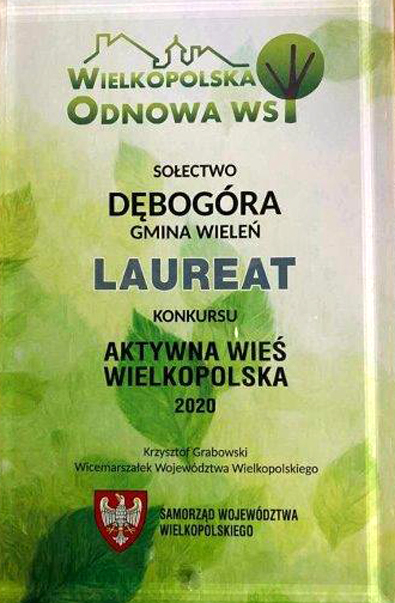 WIELKOPOLSKA
ODNOWA WSI
SOŁECTWO
DĘBOGÓRA
GMINA WIELEŃ
LAUREAT
KONKURSU
AKTYWNA WIEŚ
WIELKOPOLSKA
2020
Krzysztof Grabowski
Wicemarszałek Województwa Wielkopolskiego
SAMORZĄD WOJEWÓDZTWA
WIELKOPOLSKIEGO